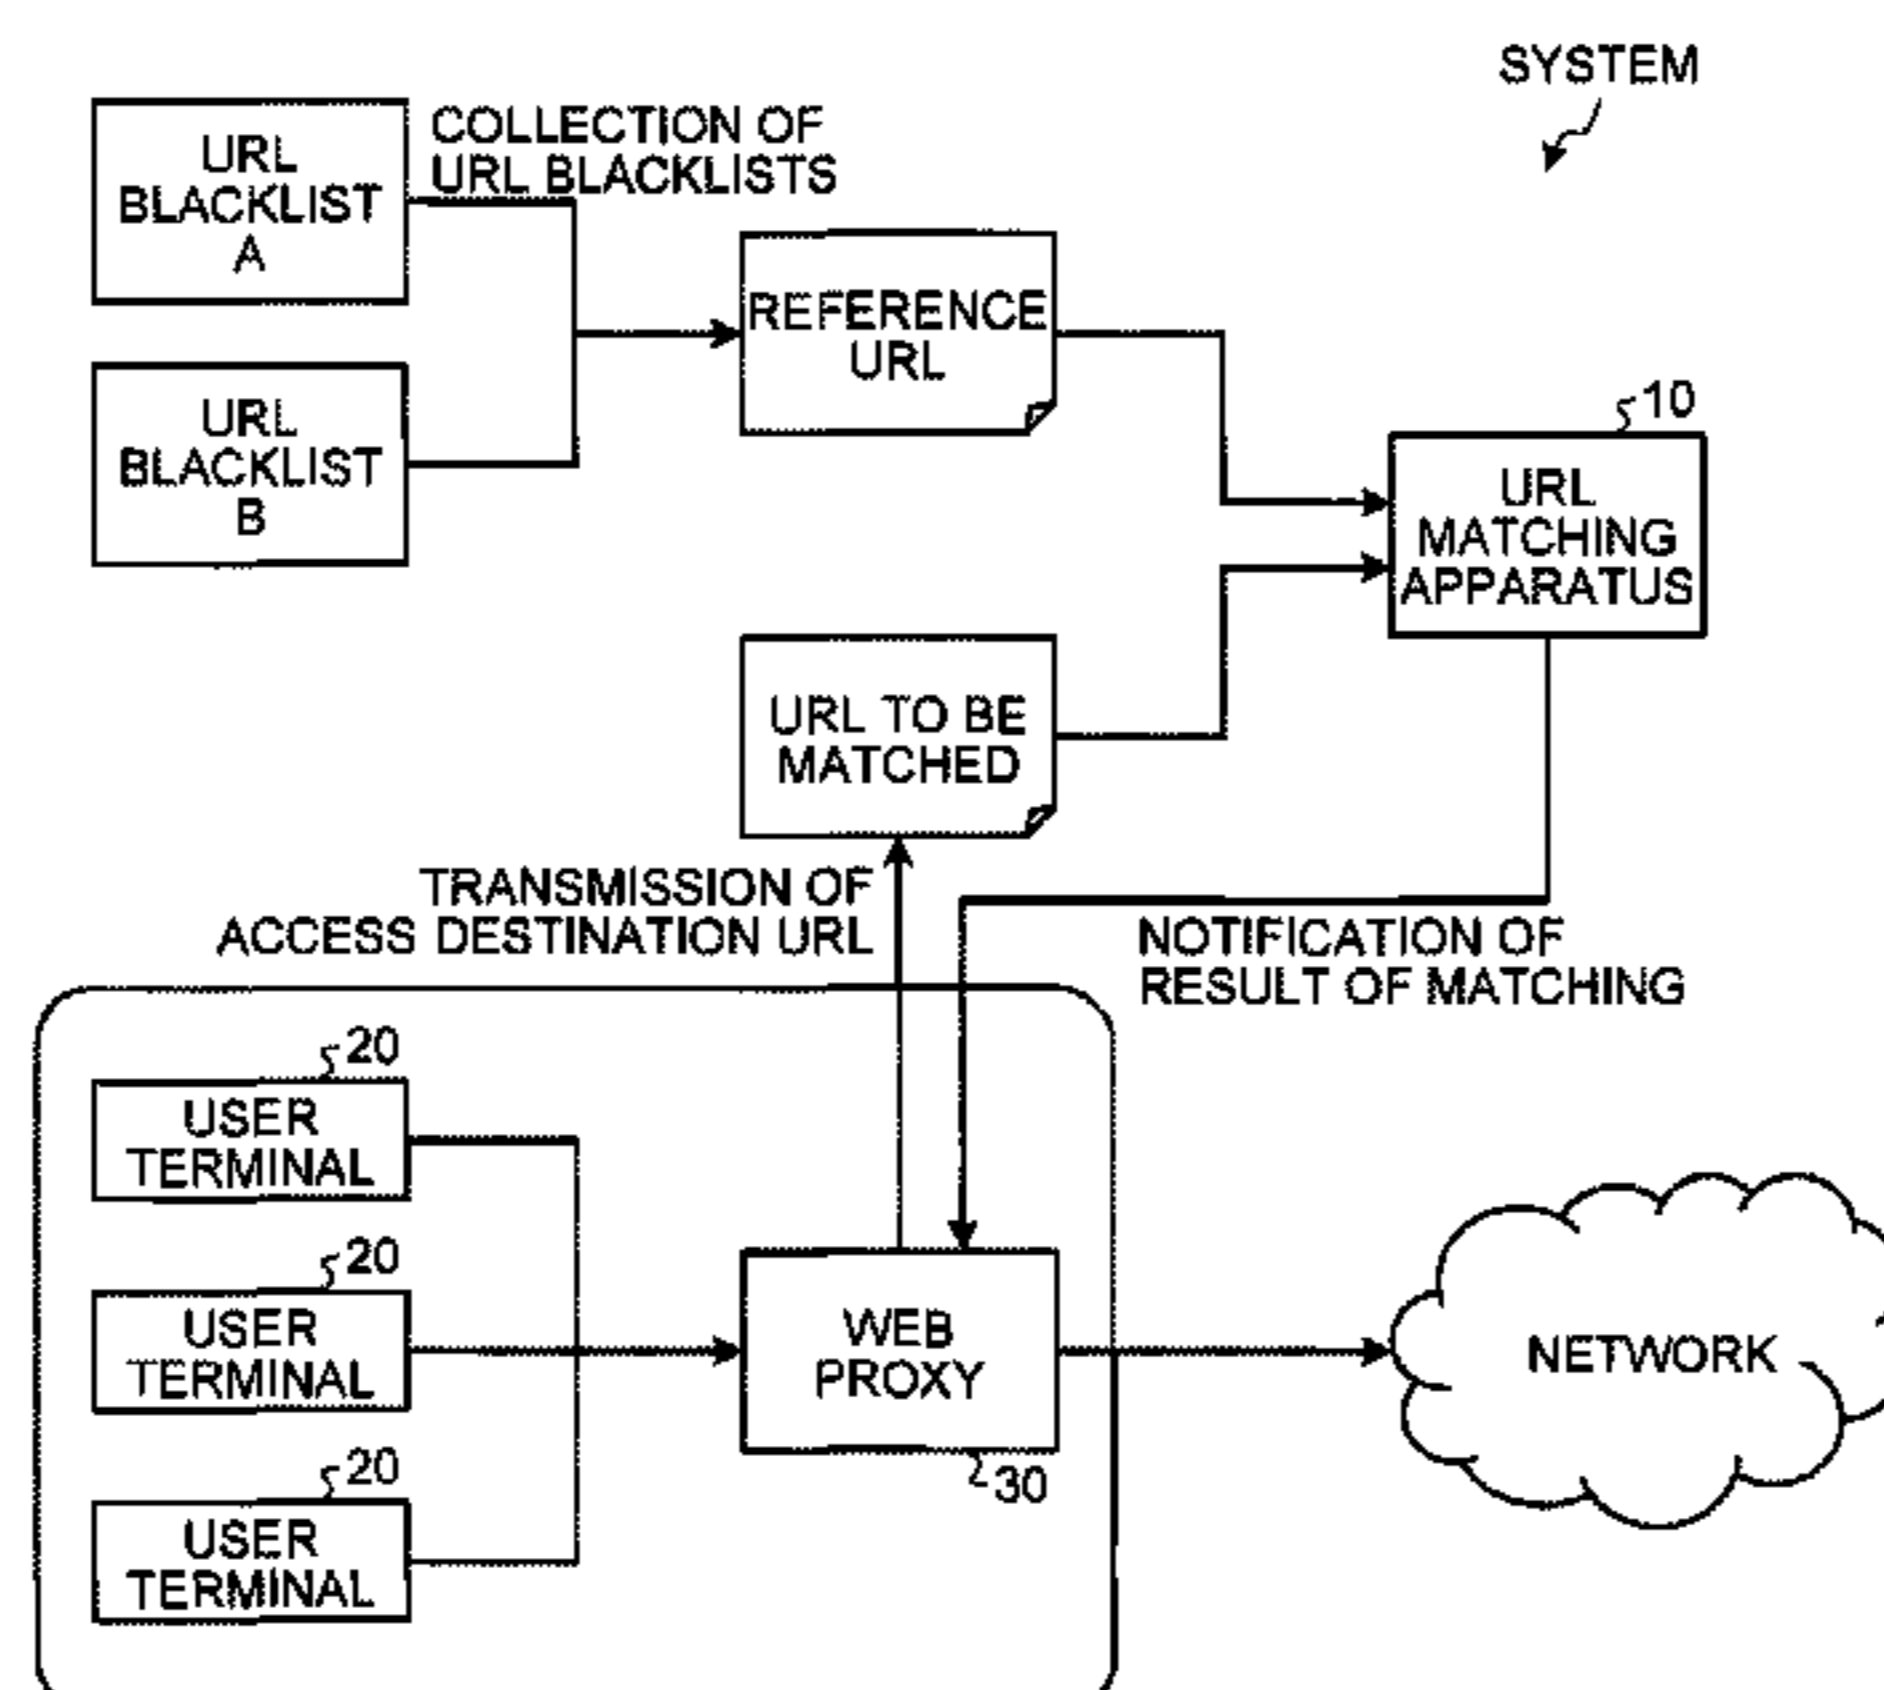 SYSTEM
URL
BLACKLIST
A
COLLECTION OF
URL BLACKLISTS
REFERENCE
URL
URL
BLACKLIST
B
10
URL
MATCHING
APPARATUS
URL TO BE
MATCHED
TRANSMISSION OF
ACCESS DESTINATION URL
NOTIFICATION OF
RESULT OF MATCHING
20
USER
TERMINAL
20
USER
TERMINAL
20
USER
TERMINAL
WEB
PROXY
30
NETWORK